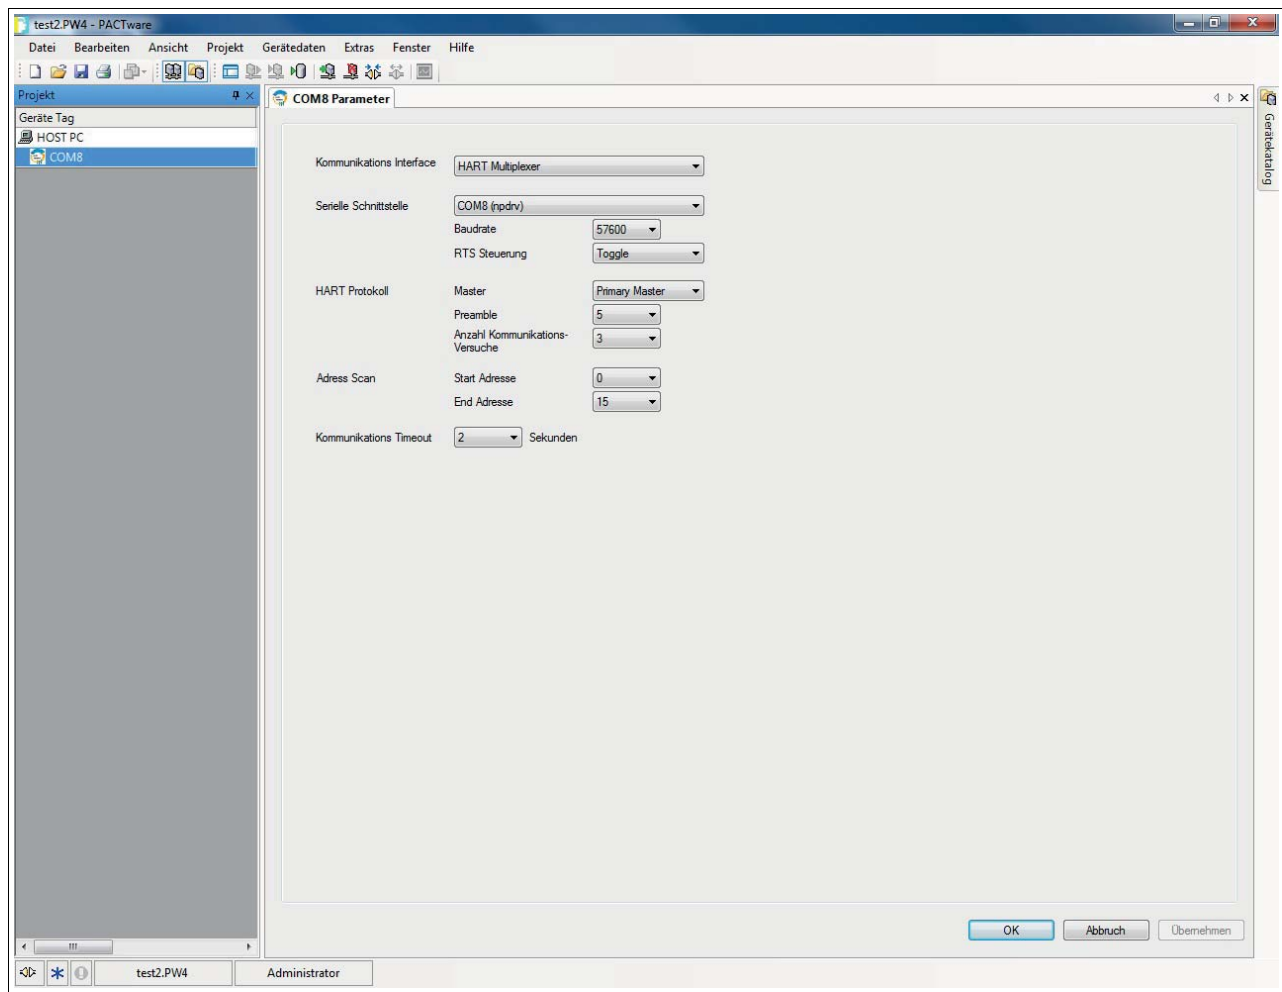 test2.PW4 - PACTware
Datei Bearbeiten Ansicht Projekt Gerätedaten Extras Fenster Hilfe
Projekt
COM8 Parameter
Geräte Tag
HOST PC
COM8
Gerätekatalog
Kommunikations Interface HART Multiplexer
Serielle Schnittstelle COM8 (npdrv)
Baudrate 57600
RTS Steuerung Toggle
HART Protokoll Master Primary Master
Preamble 5
Anzahl Kommunikations-
Versuche 3
Adress Scan Start Adresse 0
End Adresse 15
Kommunikations Timeout 2 Sekunden
OK Abbruch Übernehmen
test2.PW4 Administrator